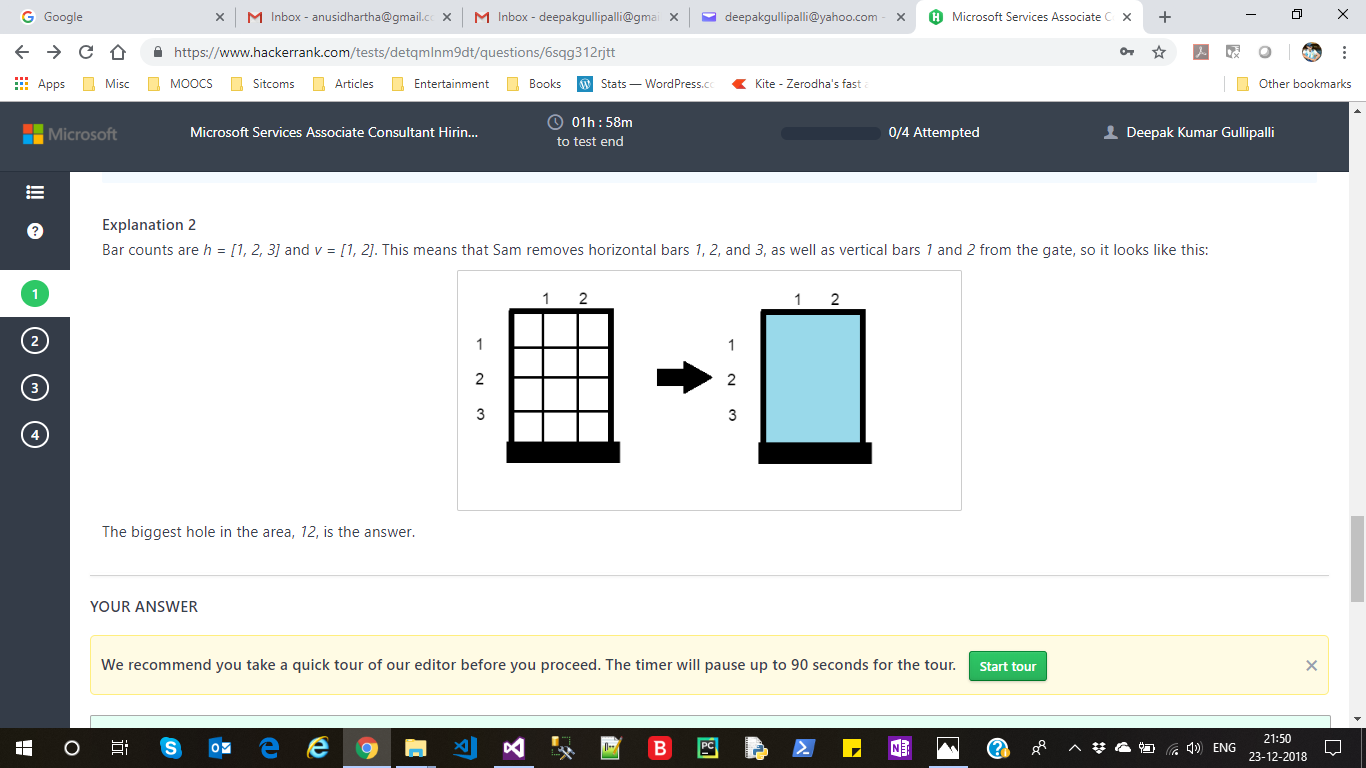 Google
Inbox - anusidhartha@gmail.c
Inbox - deepakgullipalli@gmai
deepakgullipalli@yahoo.com -
Microsoft Services Associate C
https://www.hackerrank.com/tests/detqmlnm9dt/questions/6sqg312rjtt
Apps Misc MOOCS Sitcoms Articles Entertainment Books Stats — WordPress.c Kite - Zerodha's fast Other bookmarks
Microsoft
Microsoft Services Associate Consultant Hirin...
01h : 58m
to test end
0/4 Attempted
Deepak Kumar Gullipalli
?
1
2
3
4
Explanation 2
Bar counts are h = [1, 2, 3] and v = [1, 2]. This means that Sam removes horizontal bars 1, 2, and 3, as well as vertical bars 1 and 2 from the gate, so it looks like this:
1 2
1
2
3
1 2
1
2
3
The biggest hole in the area, 12, is the answer.
YOUR ANSWER
We recommend you take a quick tour of our editor before you proceed. The timer will pause up to 90 seconds for the tour.
Start tour
ENG
21:50
23-12-2018